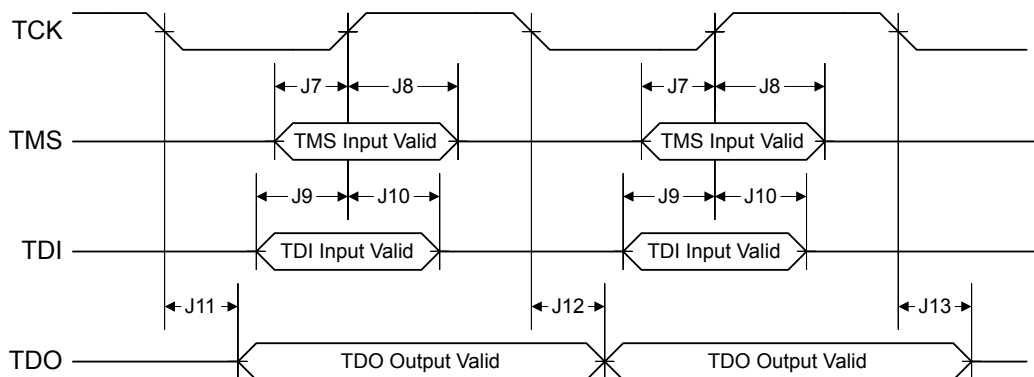 TCK
J7 J8 J7 J8
TMS TMS Input Valid TMS Input Valid
J9 J10 J9 J10
TDI TDI Input Valid TDI Input Valid
J11 J12 J13
TDO TDO Output Valid TDO Output Valid